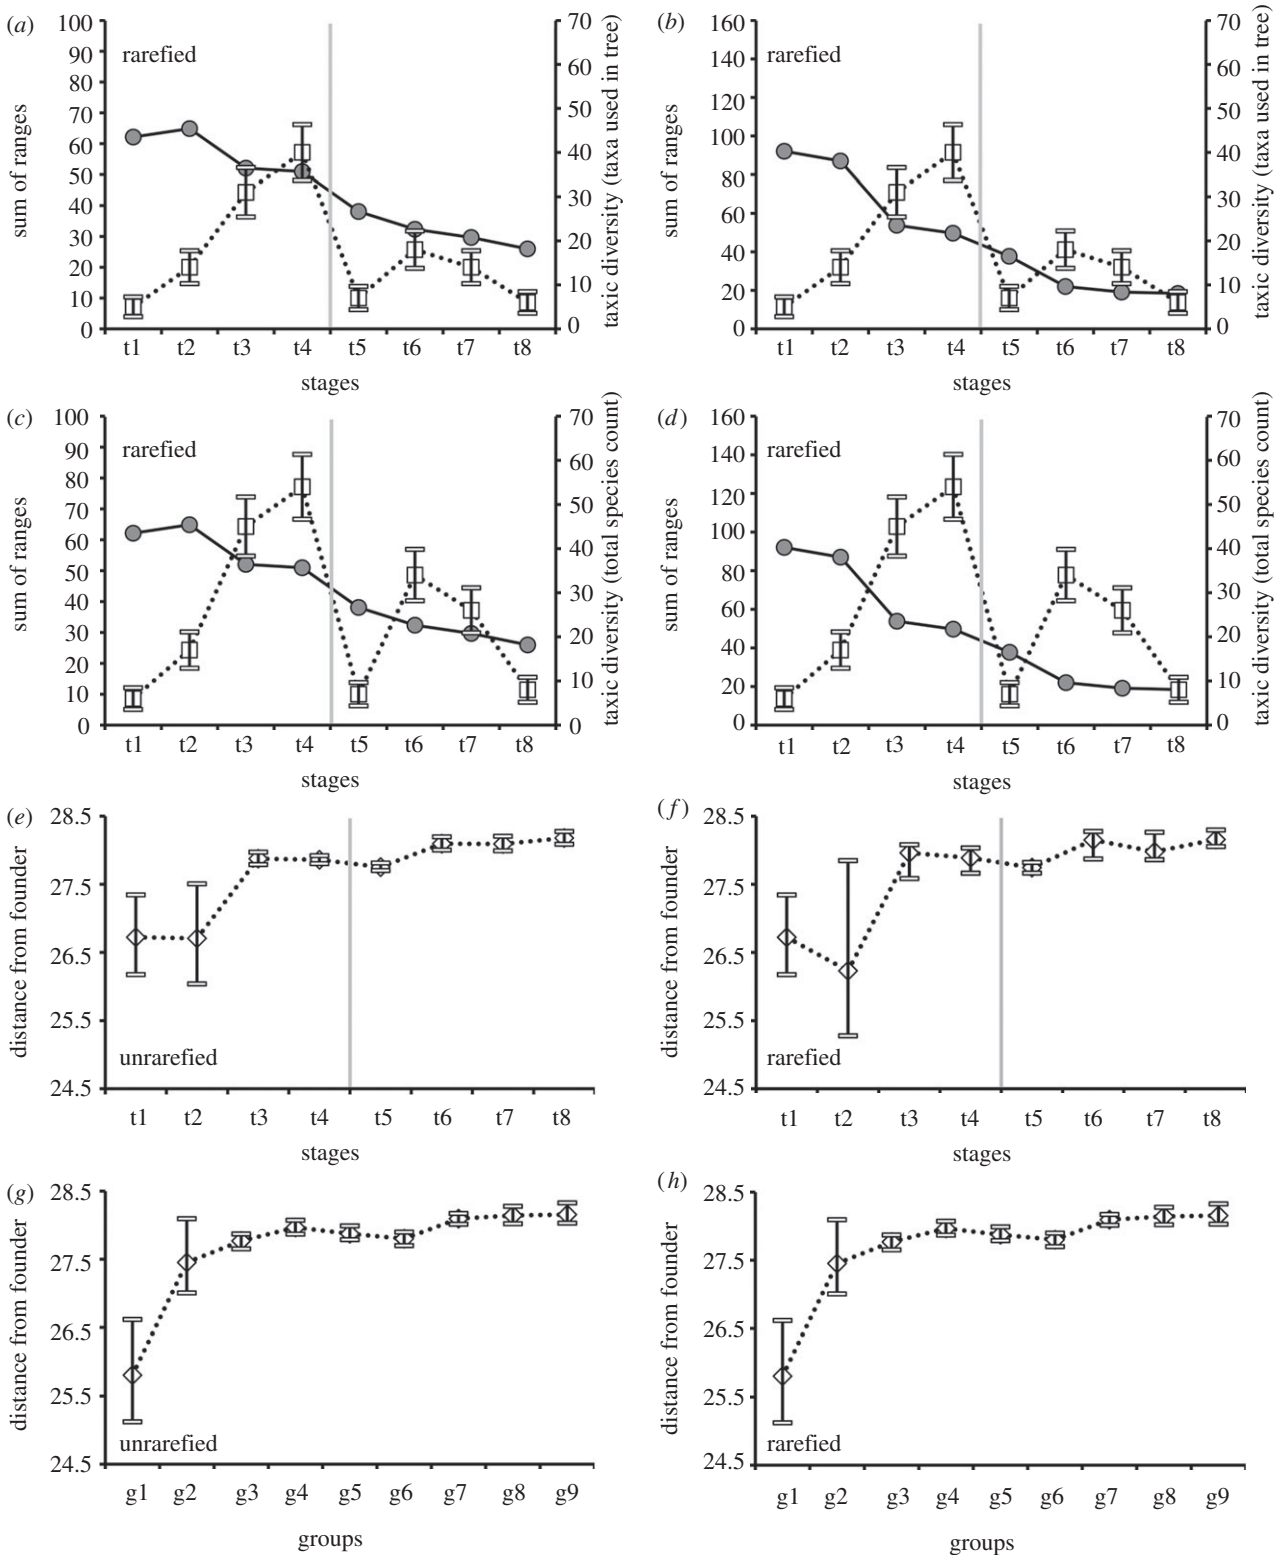 (a)
100
90
80
70
60
50
40
30
20
10
0
sum of ranges
rarefied
70
60
50
40
30
20
10
0
taxic diversity (taxa used in tree)
t1 t2 t3 t4 t5 t6 t7 t8
stages
(b)
160
140
120
100
80
60
40
20
0
sum of ranges
rarefied
70
60
50
40
30
20
10
0
taxic diversity (taxa used in tree)
t1 t2 t3 t4 t5 t6 t7 t8
stages
(c)
100
90
80
70
60
50
40
30
20
10
0
sum of ranges
rarefied
70
60
50
40
30
20
10
0
taxic diversity (total species count)
t1 t2 t3 t4 t5 t6 t7 t8
stages
(d)
160
140
120
100
80
60
40
20
0
sum of ranges
rarefied
70
60
50
40
30
20
10
0
taxic diversity (total species count)
t1 t2 t3 t4 t5 t6 t7 t8
stages
(e)
28.5
27.5
26.5
25.5
24.5
distance from founder
unrarefied
t1 t2 t3 t4 t5 t6 t7 t8
stages
(f)
28.5
27.5
26.5
25.5
24.5
distance from founder
rarefied
t1 t2 t3 t4 t5 t6 t7 t8
stages
(g)
28.5
27.5
26.5
25.5
24.5
distance from founder
unrarefied
g1 g2 g3 g4 g5 g6 g7 g8 g9
groups
(h)
28.5
27.5
26.5
25.5
24.5
distance from founder
rarefied
g1 g2 g3 g4 g5 g6 g7 g8 g9
groups